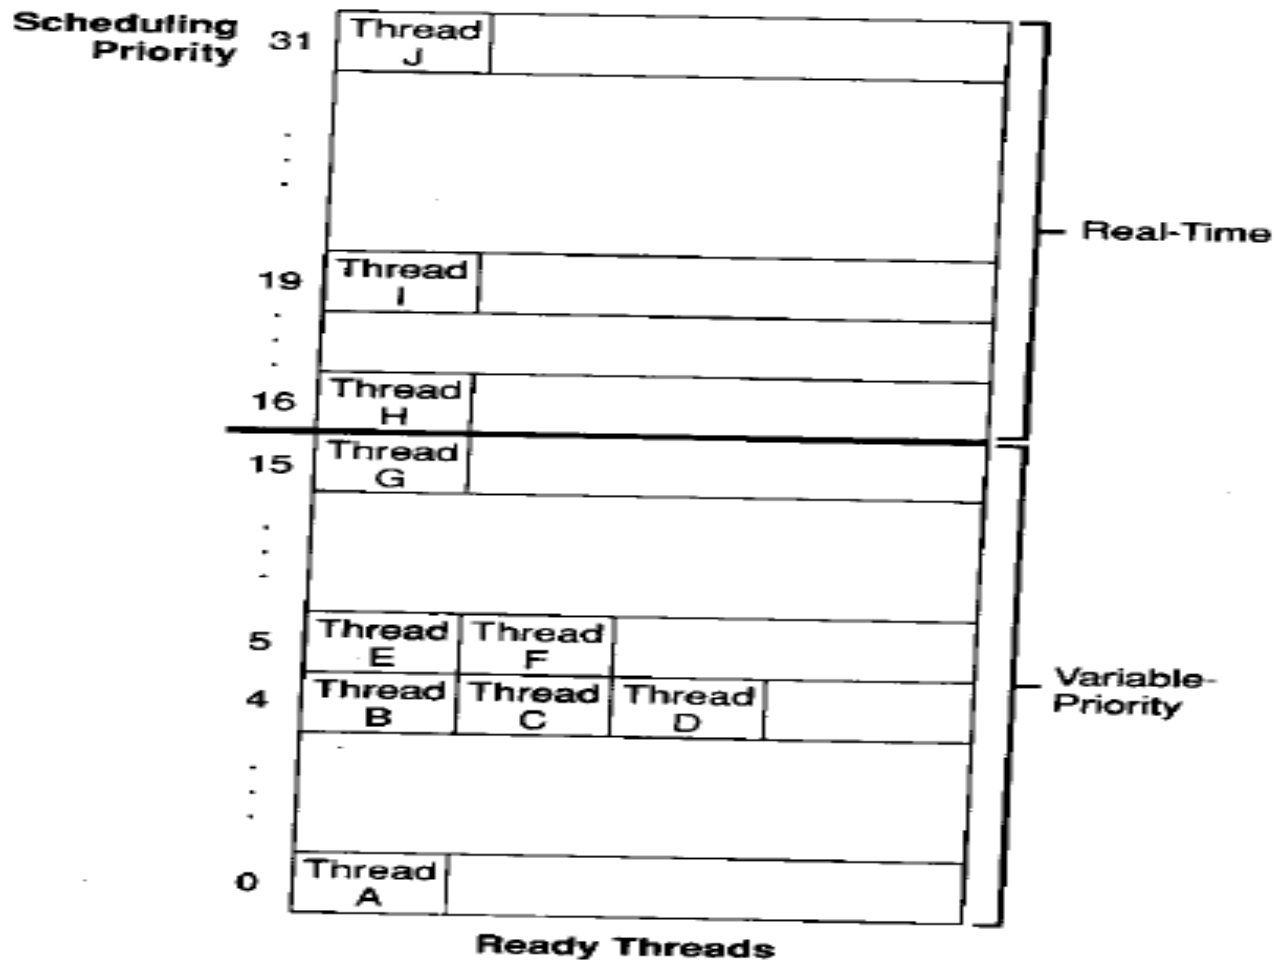 Scheduling
Priority
31
Thread
J
Real-Time
19
Thread
I
16
Thread
H
15
Thread
G
5
Thread
E
Thread
F
4
Thread
B
Thread
C
Thread
D
Variable-
Priority
0
Thread
A
Ready Threads